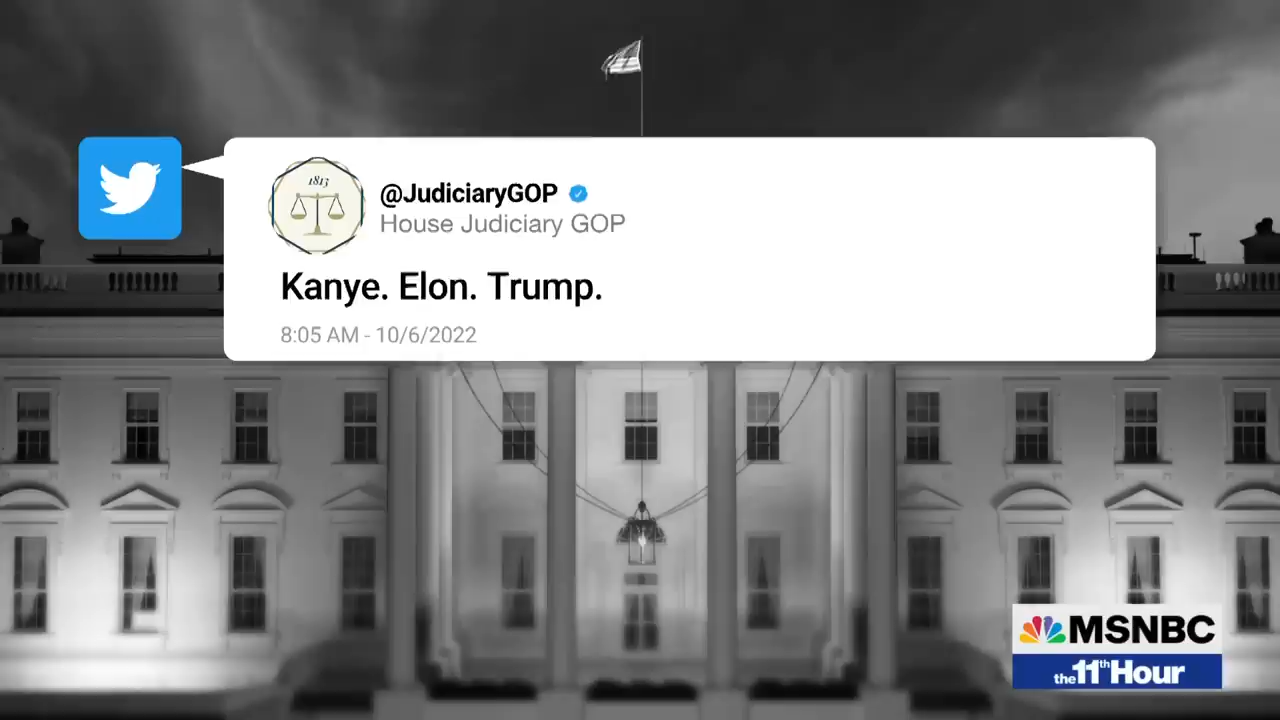 1813
@JudiciaryGOP
House Judiciary GOP
Kanye. Elon. Trump.
8:05 AM - 10/6/2022
MSNBC
the 11th Hour